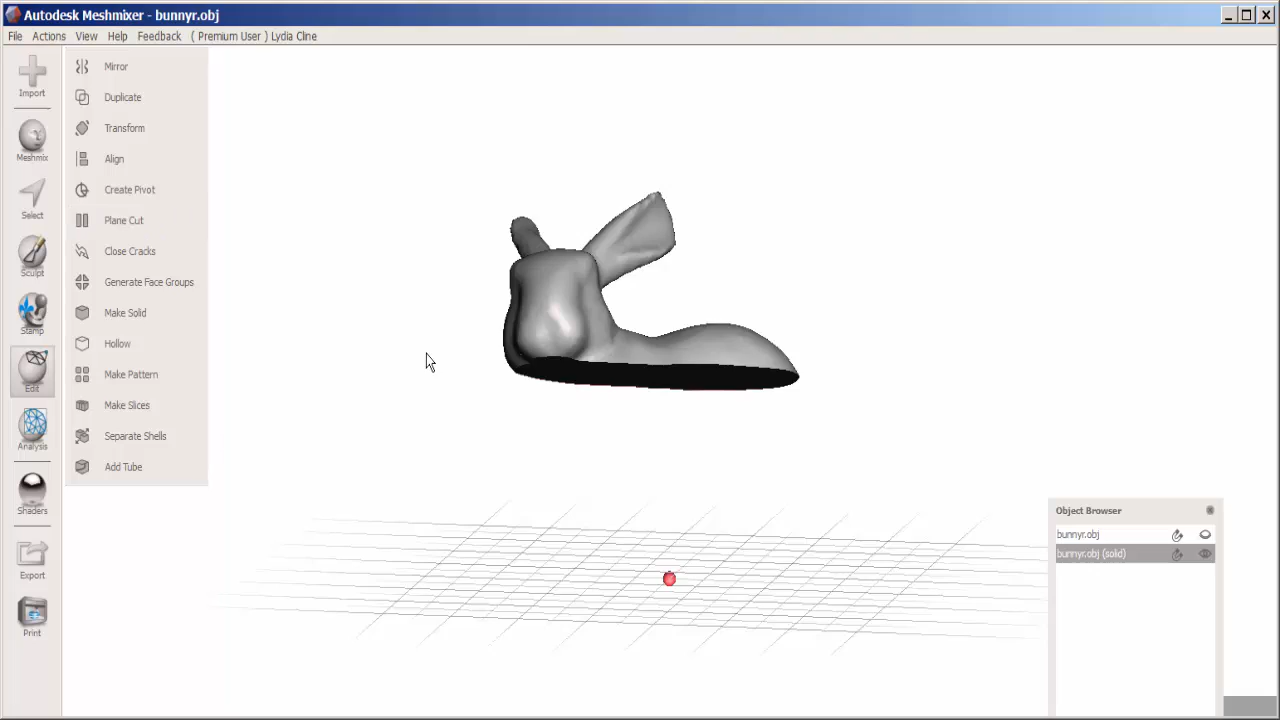 Autodesk Meshmixer - bunnyr.obj
File Actions View Help Feedback ( Premium User ) Lydia Cline
Import
Meshmix
Select
Sculpt
Stamp
Edit
Analysis
Shaders
Export
Print
Mirror
Duplicate
Transform
Align
Create Pivot
Plane Cut
Close Cracks
Generate Face Groups
Make Solid
Hollow
Make Pattern
Make Slices
Separate Shells
Add Tube
Object Browser
bunnyr.obj
bunnyr.obj (solid)